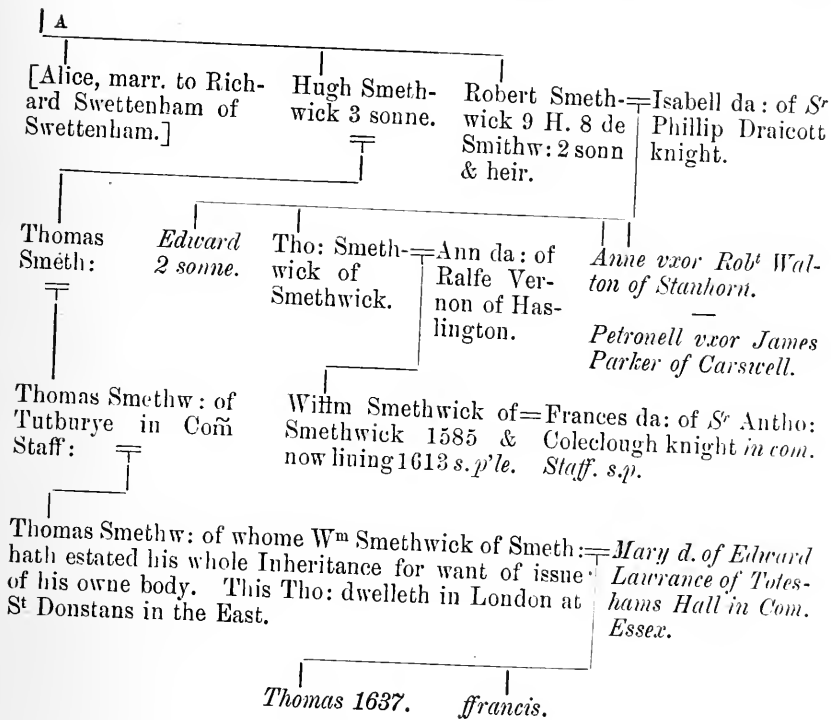 A
[Alice, marr. to Rich-
ard Swettenham of
Swettenham.]
Hugh Smeth-
wick 3 sonne.
Robert Smeth-
wick 9 H. 8 de
Smithw: 2 sonn
& heir.
Isabell da: of Sr
Phillip Draicott
knight.
Thomas
Smeth:
Edward
2 sonne.
Tho: Smeth-
wick of
Smethwick.
Ann da: of
Ralfe Ver-
non of Has-
lington.
Anne vxor Robt Wal-
ton of Stanhorn.
Petronell vxor James
Parker of Carswell.
Thomas Smethw: of
Tutburye in Com̃
Staff:
Willm Smethwick of
Smethwick 1585 &
now lining 1613 s.p'le.
Frances da: of Sr Antho:
Coleclough knight in com.
Staff. s.p.
Thomas Smethw: of whome Wm Smethwick of Smeth:
hath estated his whole Inheritance for want of issue
of his owne body. This Tho: dwelleth in London at
St Donstans in the East.
Mary d. of Edward
Lawrance of Totes-
hams Hall in Com.
Essex.
Thomas 1637.
ffrancis.